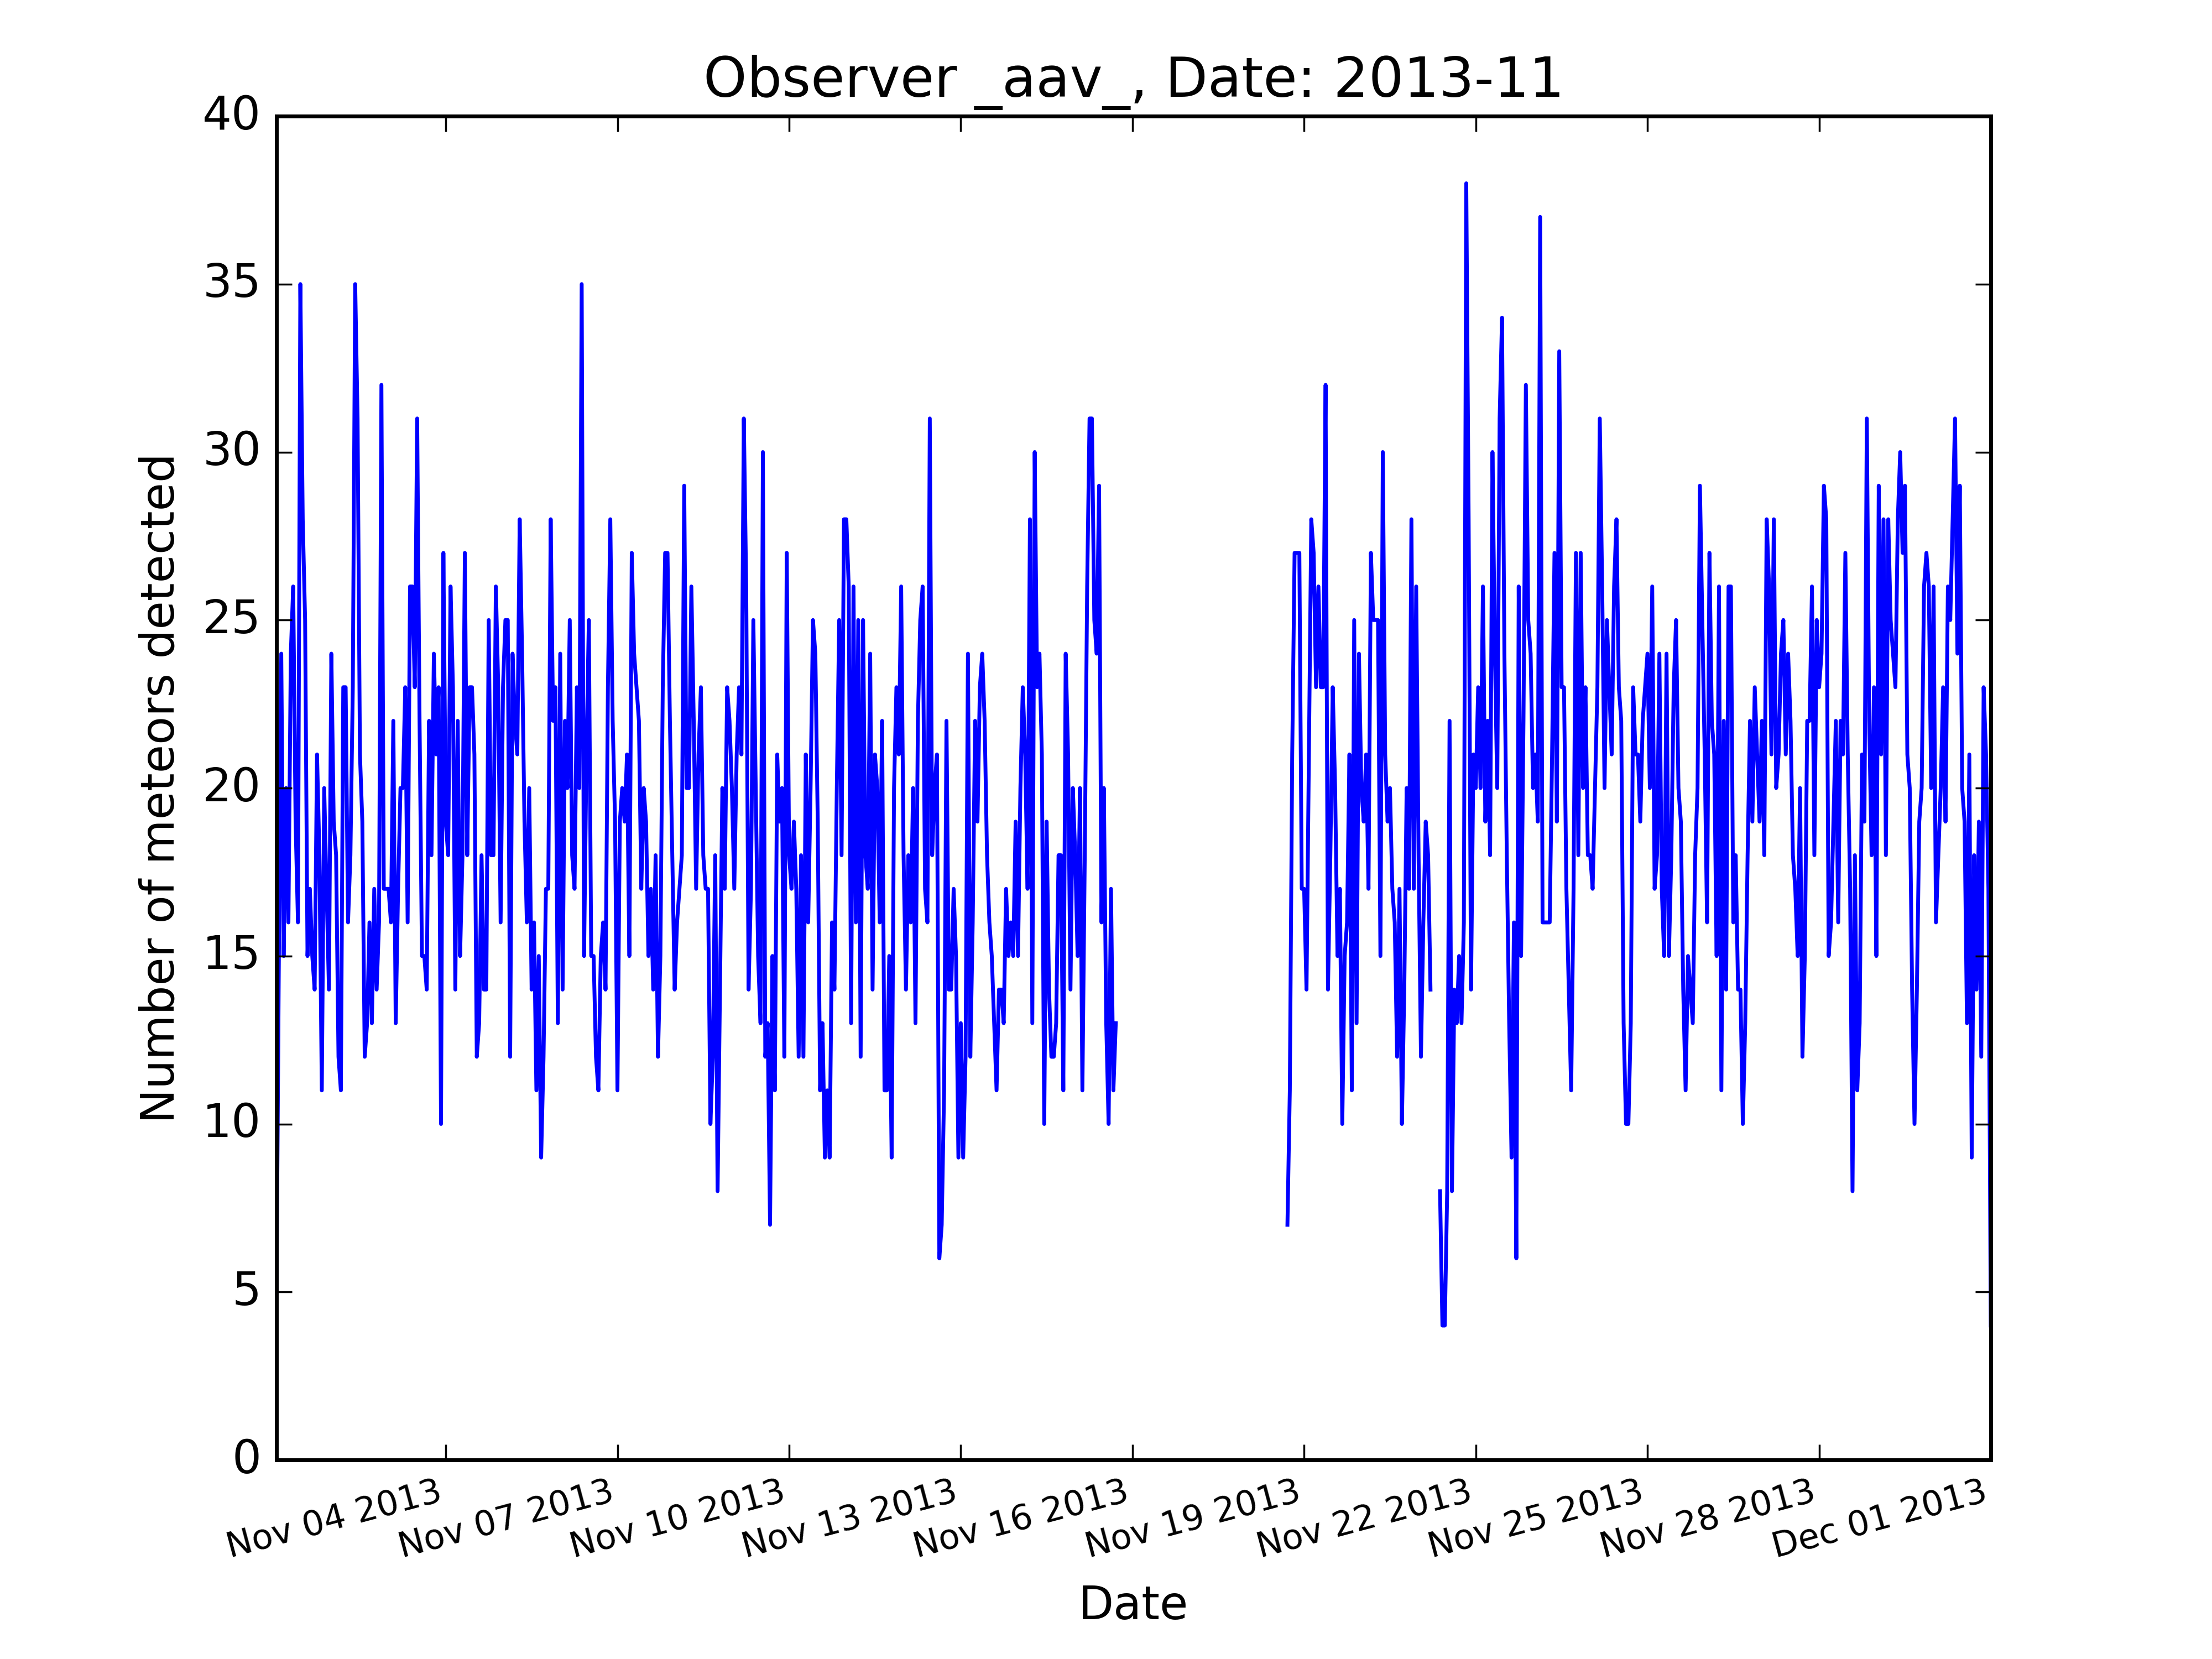 Observer _aav_, Date: 2013-11
Number of meteors detected
40
35
30
25
20
15
10
5
0
Nov 04 2013
Nov 07 2013
Nov 10 2013
Nov 13 2013
Nov 16 2013
Nov 19 2013
Nov 22 2013
Nov 25 2013
Nov 28 2013
Dec 01 2013
Date